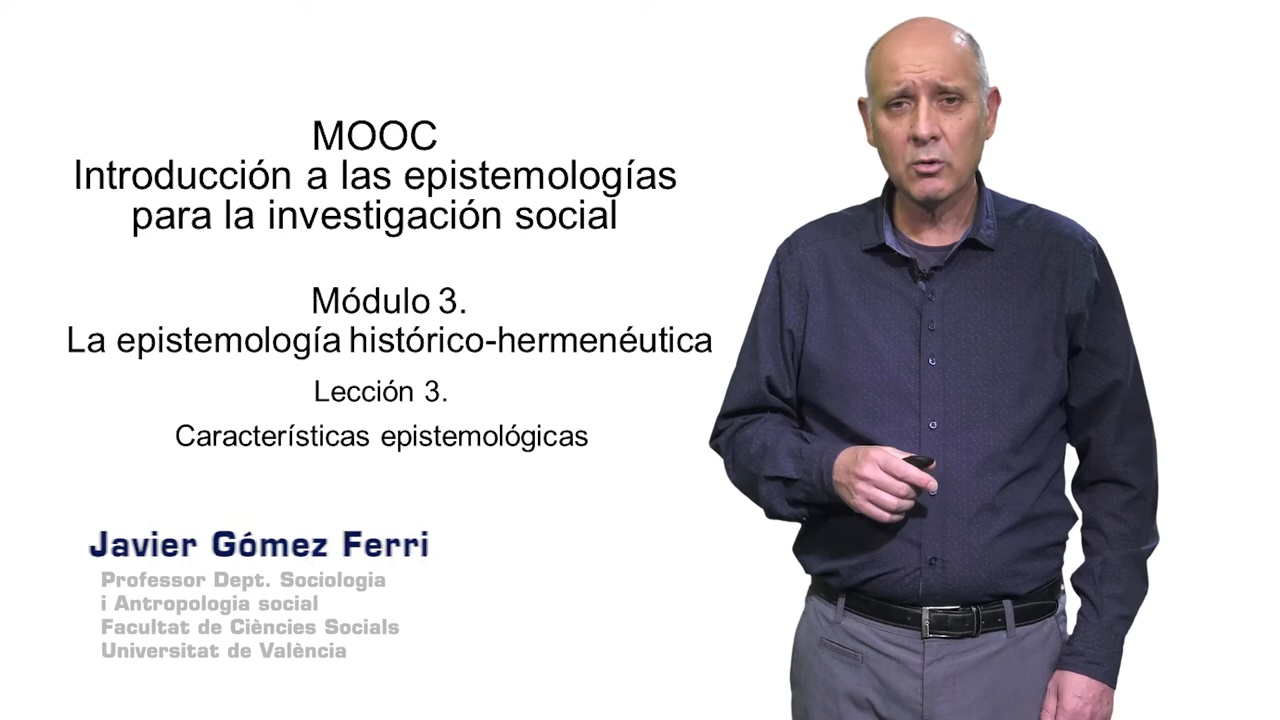 MOOC
Introducción a las epistemologías
para la investigación social
Módulo 3.
La epistemología histórico-hermenéutica
Lección 3.
Características epistemológicas
Javier Gómez Ferri
Professor Dept. Sociologia
i Antropologia social
Facultat de Ciències Socials
Universitat de València